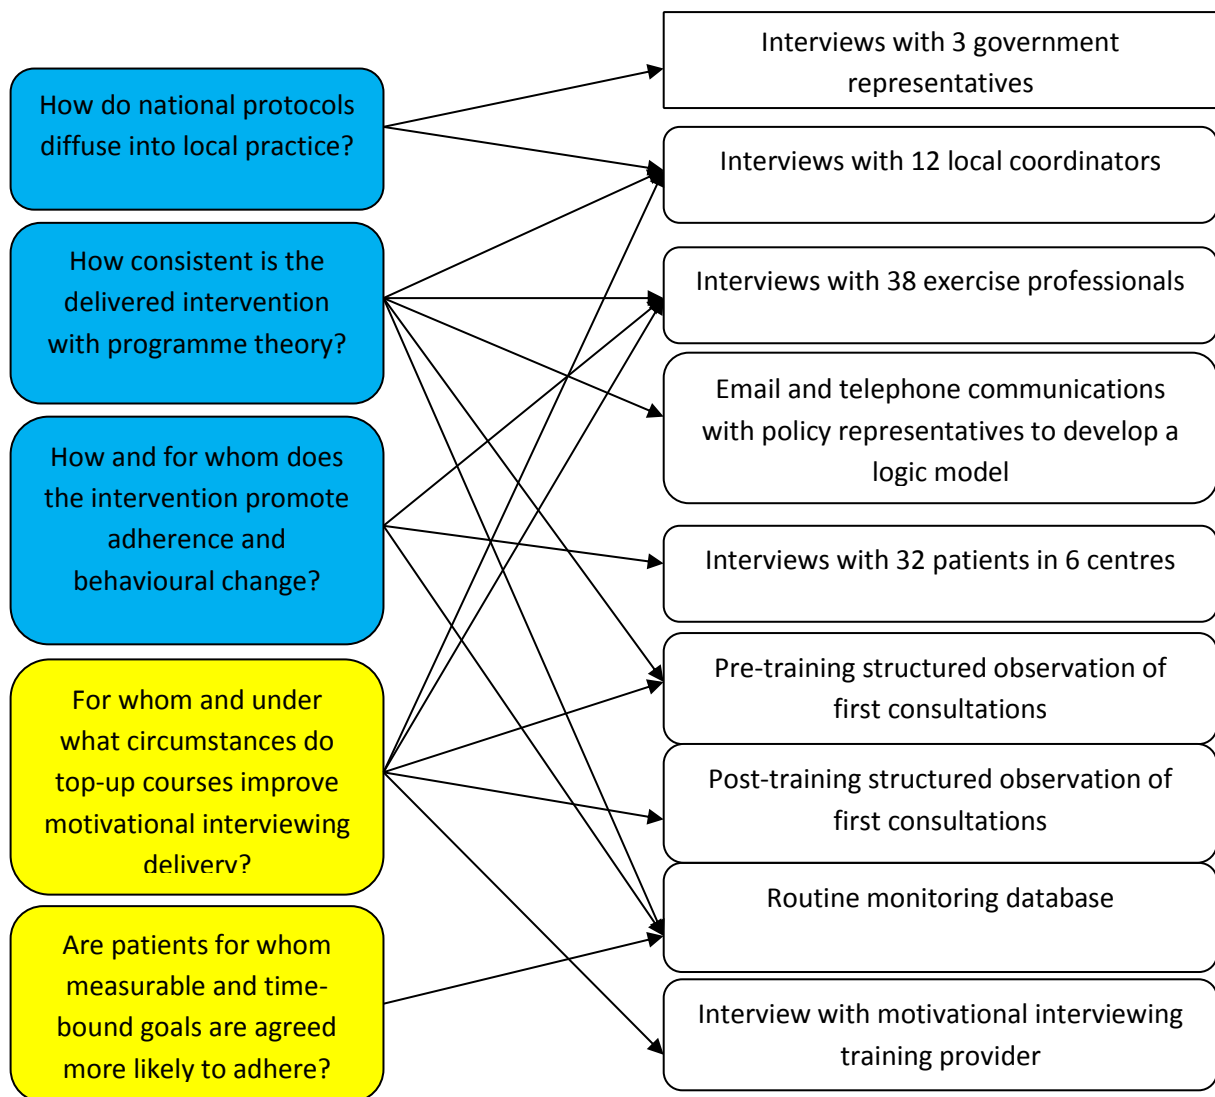 How do national protocols
diffuse into local practice?
How consistent is the
delivered intervention
with programme theory?
How and for whom does
the intervention promote
adherence and
behavioural change?
For whom and under
what circumstances do
top-up courses improve
motivational interviewing
delivery?
Are patients for whom
measurable and time-
bound goals are agreed
more likely to adhere?
Interviews with 3 government
representatives
Interviews with 12 local coordinators
Interviews with 38 exercise professionals
Email and telephone communications
with policy representatives to develop a
logic model
Interviews with 32 patients in 6 centres
Pre-training structured observation of
first consultations
Post-training structured observation of
first consultations
Routine monitoring database
Interview with motivational interviewing
training provider